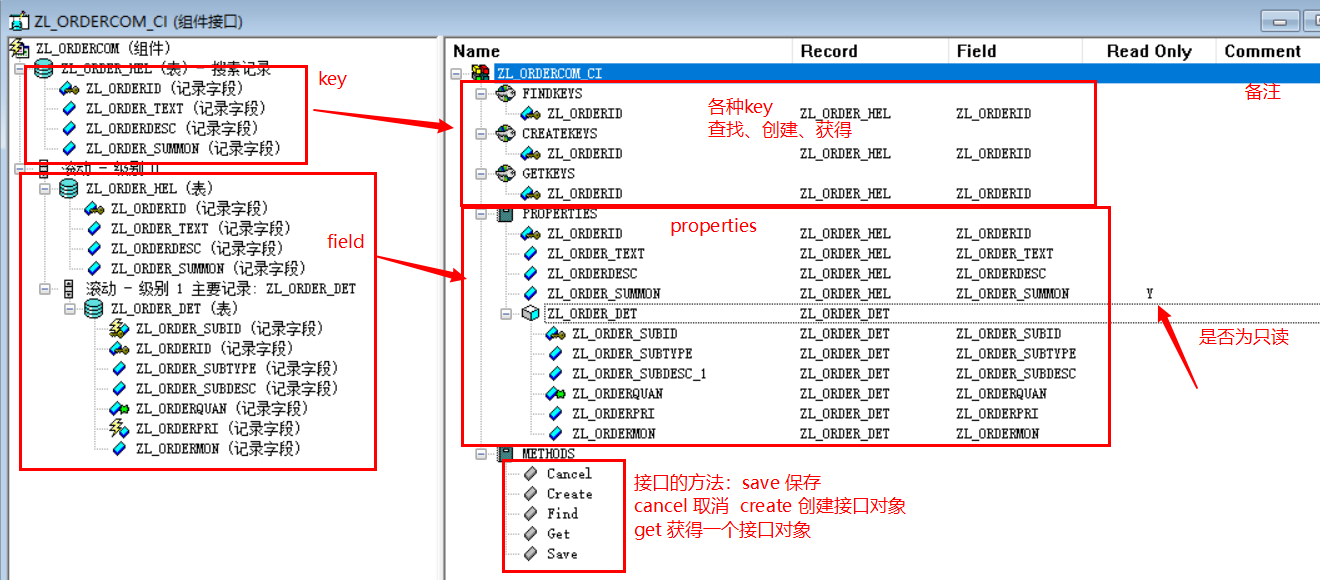 ZL_ORDERCOM_CI (组件接口)
ZL_ORDERCOM (组件)
ZL_ORDER_HEL (表) - 搜索记录
ZL_ORDERID (记录字段)
ZL_ORDER_TEXT (记录字段)
ZL_ORDERDESC (记录字段)
ZL_ORDER_SUMMON (记录字段)
key
滚动 - 级别 0
ZL_ORDER_HEL (表)
ZL_ORDERID (记录字段)
ZL_ORDER_TEXT (记录字段)
ZL_ORDERDESC (记录字段)
ZL_ORDER_SUMMON (记录字段)
滚动 - 级别 1 主要记录: ZL_ORDER_DET
ZL_ORDER_DET (表)
ZL_ORDER_SUBID (记录字段)
ZL_ORDERID (记录字段)
ZL_ORDER_SUBTYPE (记录字段)
ZL_ORDER_SUBDESC (记录字段)
ZL_ORDERQUAN (记录字段)
ZL_ORDERPRI (记录字段)
ZL_ORDERMON (记录字段)
field
Name Record Field Read Only Comment
ZL_ORDERCOM_CI
备注
FINDKEYS
ZL_ORDERID ZL_ORDER_HEL ZL_ORDERID
CREATEKEYS
ZL_ORDERID ZL_ORDER_HEL ZL_ORDERID
GETKEYS
ZL_ORDERID ZL_ORDER_HEL ZL_ORDERID
各种key
查找、创建、获得
PROPERTIES
properties
ZL_ORDERID ZL_ORDER_HEL ZL_ORDERID
ZL_ORDER_TEXT ZL_ORDER_HEL ZL_ORDER_TEXT
ZL_ORDERDESC ZL_ORDER_HEL ZL_ORDERDESC
ZL_ORDER_SUMMON ZL_ORDER_HEL ZL_ORDER_SUMMON Y
ZL_ORDER_DET ZL_ORDER_DET
是否为只读
ZL_ORDER_SUBID ZL_ORDER_DET ZL_ORDER_SUBID
ZL_ORDER_SUBTYPE ZL_ORDER_DET ZL_ORDER_SUBTYPE
ZL_ORDER_SUBDESC_1 ZL_ORDER_DET ZL_ORDER_SUBDESC
ZL_ORDERQUAN ZL_ORDER_DET ZL_ORDERQUAN
ZL_ORDERPRI ZL_ORDER_DET ZL_ORDERPRI
ZL_ORDERMON ZL_ORDER_DET ZL_ORDERMON
METHODS
Cancel
Create
Find
Get
Save
接口的方法：save 保存
cancel 取消 create 创建接口对象
get 获得一个接口对象